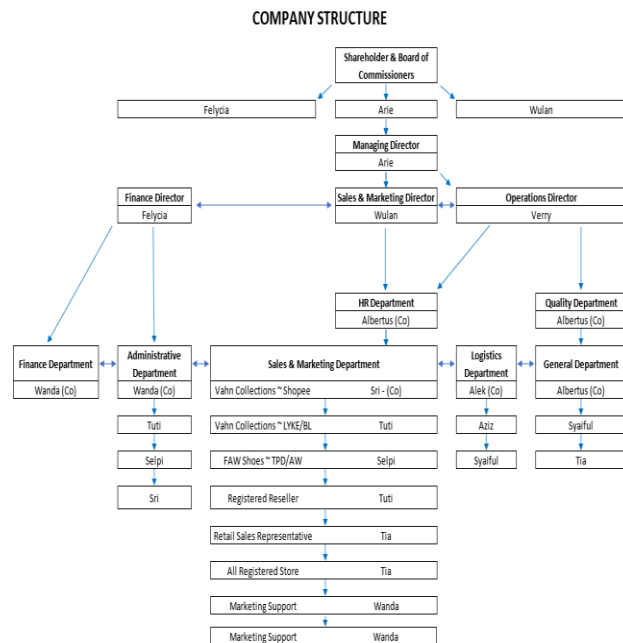 COMPANY STRUCTURE
Shareholder & Board of
Commissioners
Felycia
Arie
Wulan
Managing Director
Arie
Finance Director
Felycia
Sales & Marketing Director
Wulan
Operations Director
Verry
HR Department
Albertus (Co)
Quality Department
Albertus (Co)
Finance Department
Wanda (Co)
Administrative
Department
Wanda (Co)
Tuti
Selpi
Sri
Sales & Marketing Department
Vahn Collections ~ Shopee Sri - (Co)
Vahn Collections ~ LYKE/BL Tuti
FAW Shoes ~ TPD/AW Selpi
Registered Reseller Tuti
Retail Sales Representative Tia
All Registered Store Tia
Marketing Support Wanda
Marketing Support Wanda
Logistics
Department
Alek (Co)
Aziz
Syaiful
General Department
Albertus (Co)
Syaiful
Tia